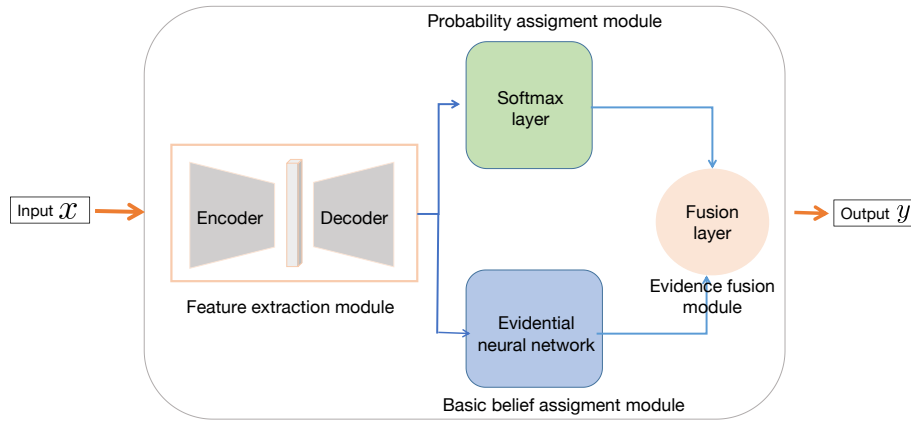 Probability assigment module
Softmax
layer
Input x
Encoder
Decoder
Fusion
layer
Output y
Feature extraction module
Evidence fusion
module
Evidential
neural network
Basic belief assigment module